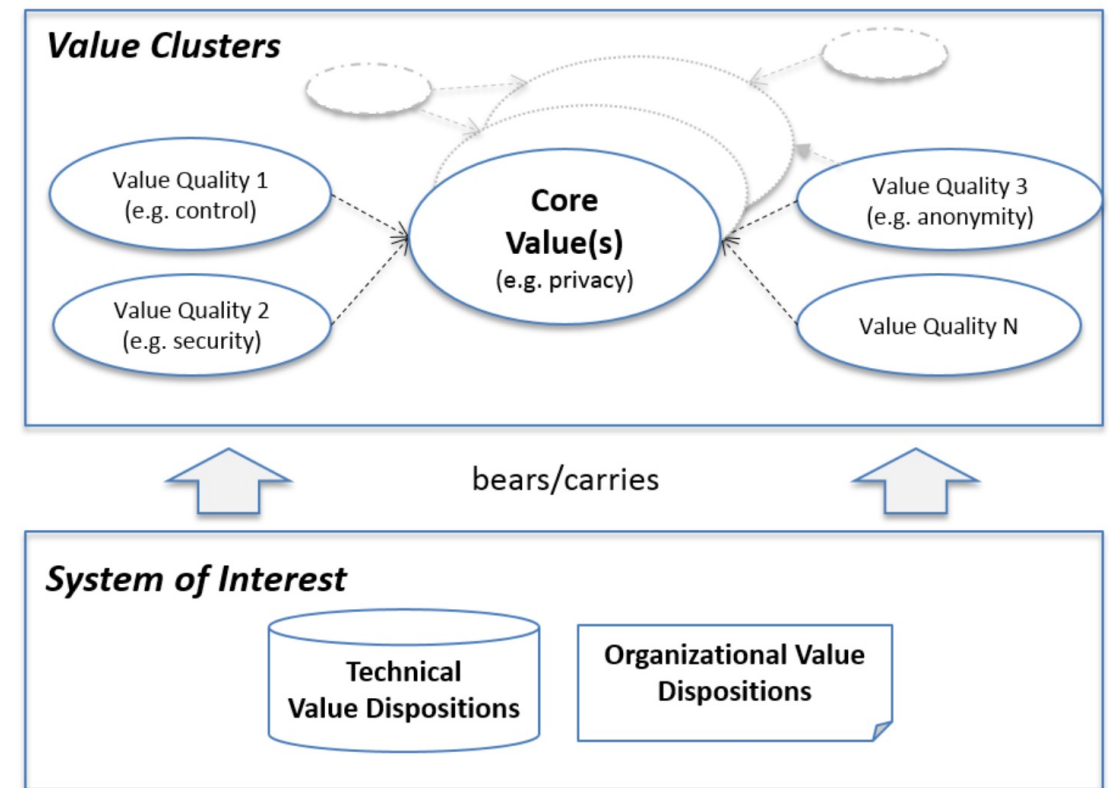 Value Clusters
Value Quality 1
(e.g. control)
Value Quality 2
(e.g. security)
Core
Value(s)
(e.g. privacy)
Value Quality 3
(e.g. anonymity)
Value Quality N
bears/carries
System of Interest
Technical
Value Dispositions
Organizational Value
Dispositions